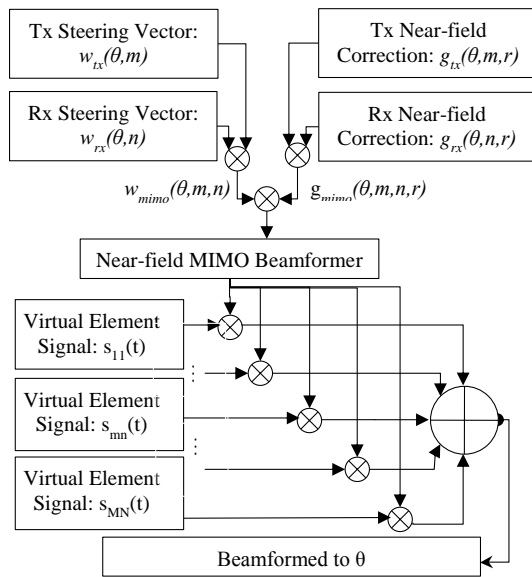 Tx Steering Vector:
w_tx(θ,m)
Tx Near-field
Correction: g_tx(θ,m,r)
Rx Steering Vector:
w_rx(θ,n)
Rx Near-field
Correction: g_rx(θ,n,r)
w_mimo(θ,m,n)
g_mimo(θ,m,n,r)
Near-field MIMO Beamformer
Virtual Element
Signal: s_11(t)
Virtual Element
Signal: s_mn(t)
Virtual Element
Signal: s_MN(t)
Beamformed to θ